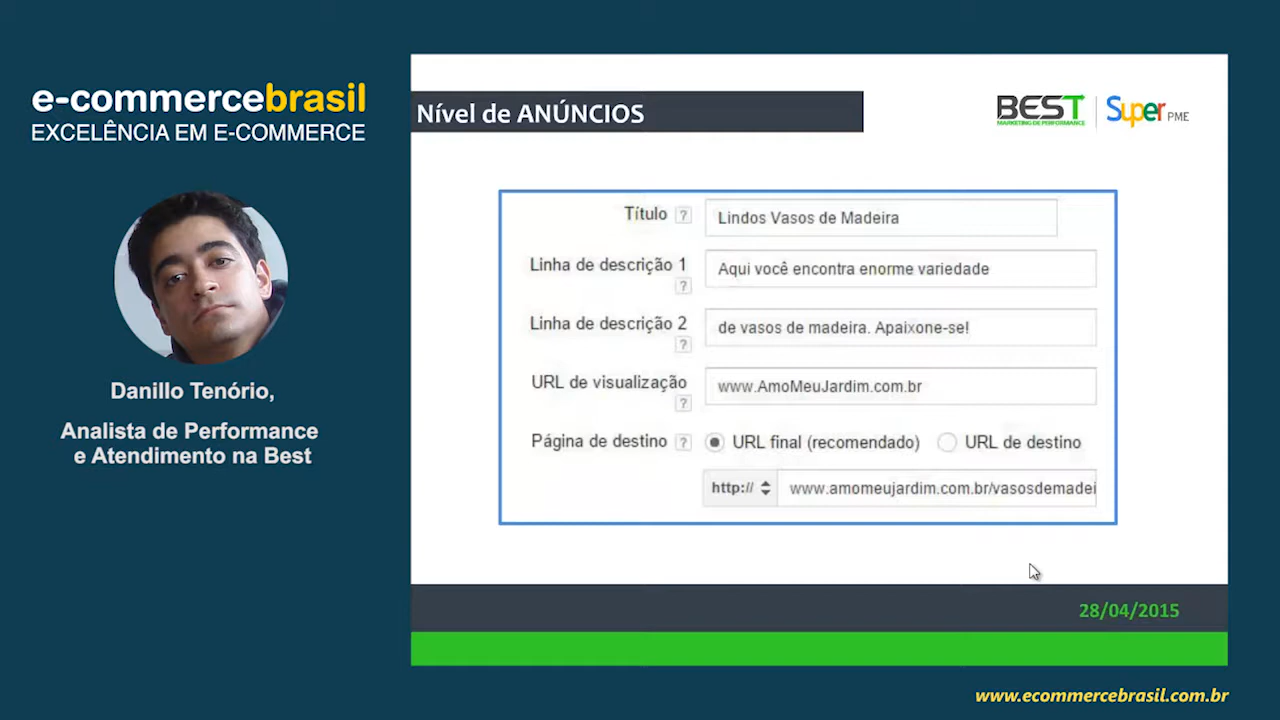 e-commercebrasil
EXCELÊNCIA EM E-COMMERCE
Danillo Tenório,
Analista de Performance
e Atendimento na Best
Nível de ANÚNCIOS
BEST
MARKETING DE PERFORMANCE
Super PME
Título ? Lindos Vasos de Madeira
Linha de descrição 1 ? Aqui você encontra enorme variedade
Linha de descrição 2 ? de vasos de madeira. Apaixone-se!
URL de visualização ? www.AmoMeuJardim.com.br
Página de destino ? URL final (recomendado) URL de destino
http:// www.amomeujardim.com.br/vasosdemadei
28/04/2015
www.ecommercebrasil.com.br